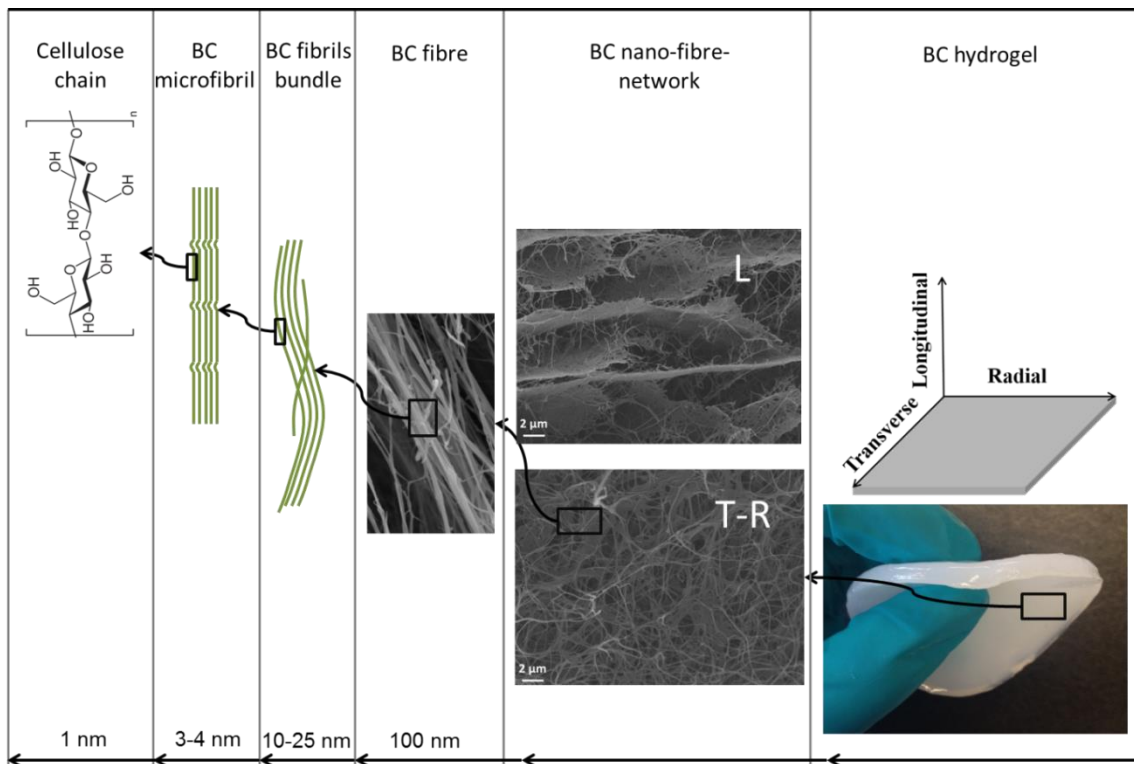 Cellulose
chain
BC
microfibril
BC fibrils
bundle
BC fibre
BC nano-fibre-
network
BC hydrogel
n
O
O
OH
HO
OH
OH
O
O
O
OH
OH
HO
HO
O
L
2 µm
T-R
2 µm
Longitudinal
Radial
Transverse
1 nm
3-4 nm
10-25 nm
100 nm